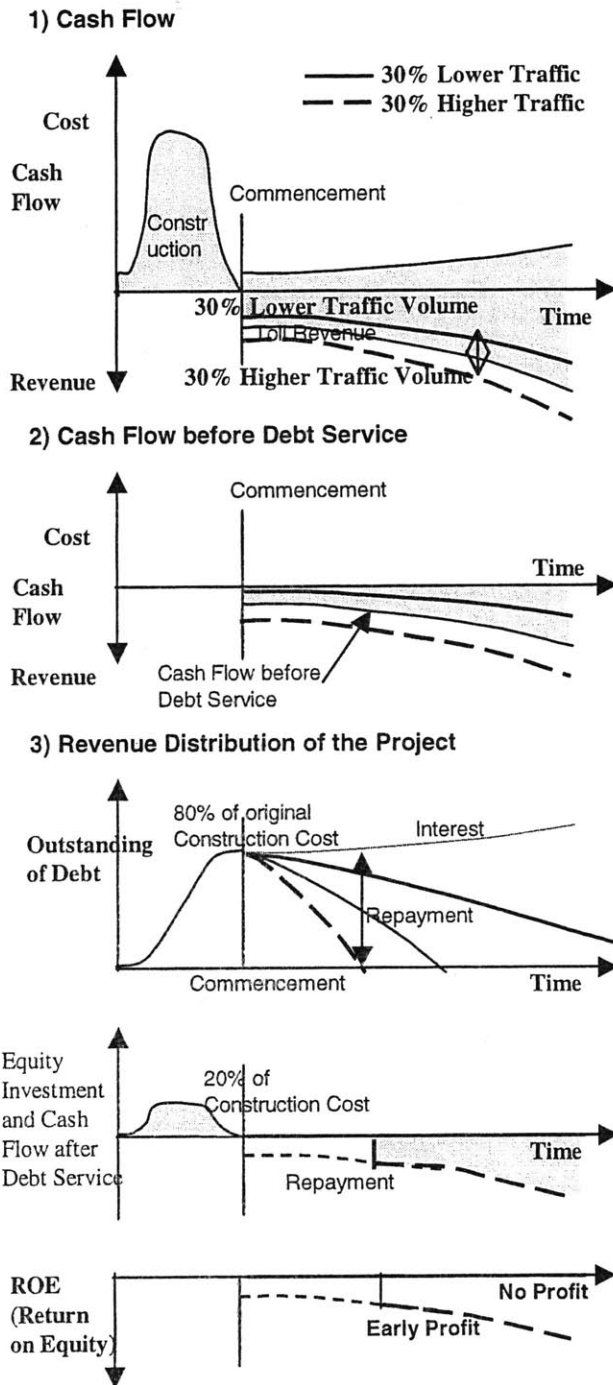 1) Cash Flow
30% Lower Traffic
30% Higher Traffic
Cost
Cash
Flow
Commencement
Constr
uction
30% Lower Traffic Volume
Time
Toll Revenue
30% Higher Traffic Volume
Revenue
2) Cash Flow before Debt Service
Commencement
Cost
Time
Cash
Flow
Revenue
Cash Flow before
Debt Service
3) Revenue Distribution of the Project
80% of original
Construction Cost
Interest
Outstanding
of Debt
Repayment
Commencement
Time
Equity
Investment
and Cash
Flow after
Debt Service
20% of
Construction Cost
Time
Repayment
ROE
(Return
on Equity)
No Profit
Early Profit